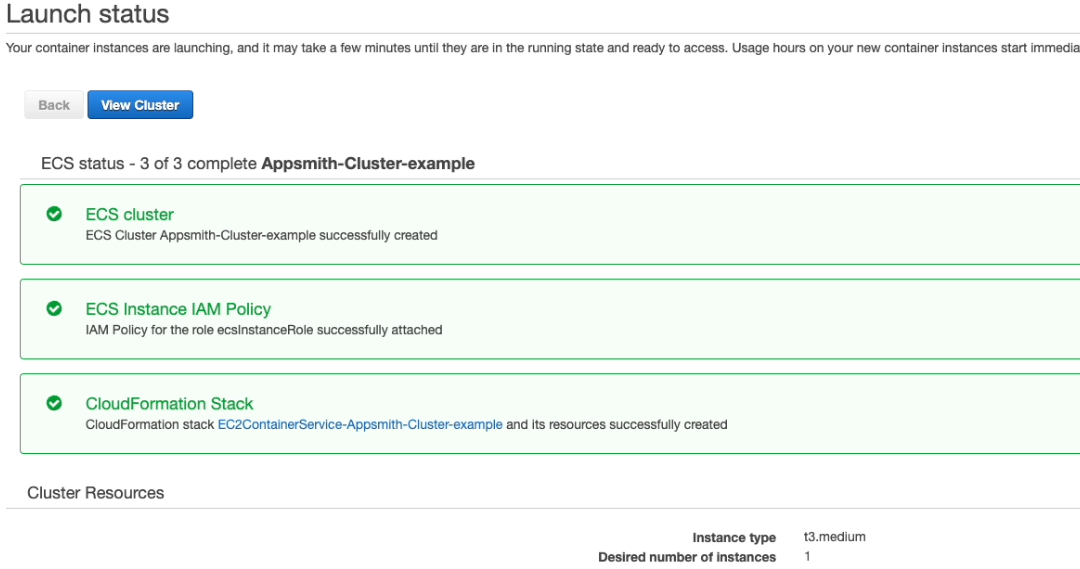 Launch status
Your container instances are launching, and it may take a few minutes until they are in the running state and ready to access. Usage hours on your new container instances start immedia
Back View Cluster
ECS status - 3 of 3 complete Appsmith-Cluster-example
ECS cluster
ECS Cluster Appsmith-Cluster-example successfully created
ECS Instance IAM Policy
IAM Policy for the role ecsInstanceRole successfully attached
CloudFormation Stack
CloudFormation stack EC2ContainerService-Appsmith-Cluster-example and its resources successfully created
Cluster Resources
Instance type t3.medium
Desired number of instances 1